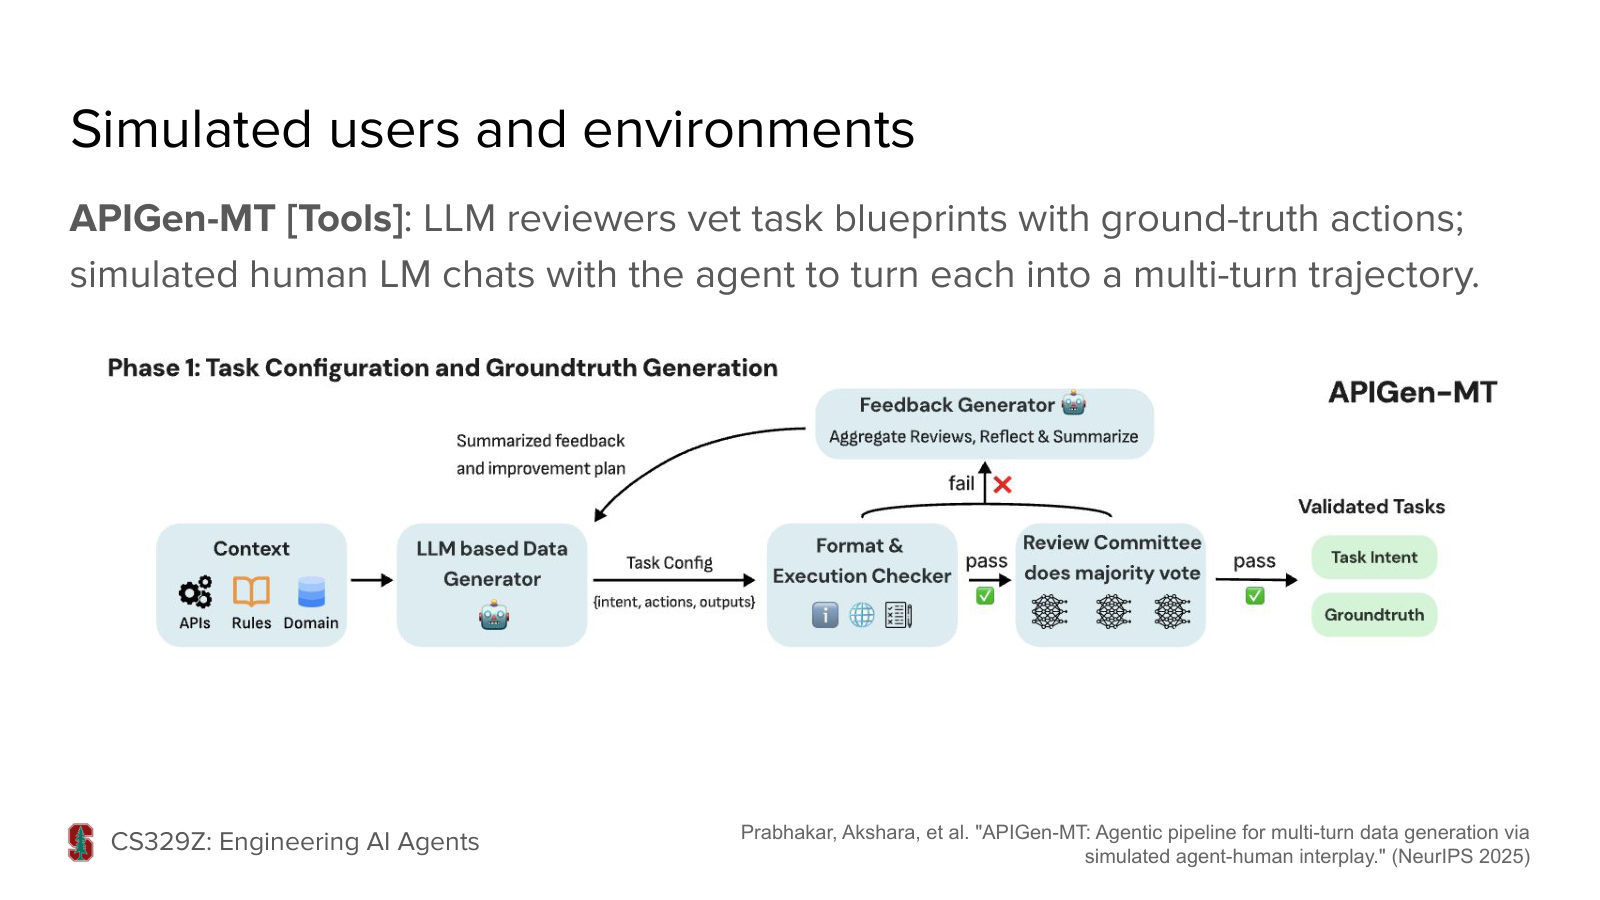 Simulated users and environments
APIGen-MT [Tools]: LLM reviewers vet task blueprints with ground-truth actions;
simulated human LM chats with the agent to turn each into a multi-turn trajectory.
Phase 1: Task Configuration and Groundtruth Generation
APIGen-MT
Feedback Generator
Aggregate Reviews, Reflect & Summarize
Summarized feedback
and improvement plan
fail
Validated Tasks
Context
APIs Rules Domain
LLM based Data
Generator
Task Config
{intent, actions, outputs}
Format &
Execution Checker
pass
Review Committee
does majority vote
pass
Task Intent
Groundtruth
CS329Z: Engineering AI Agents
Prabhakar, Akshara, et al. "APIGen-MT: Agentic pipeline for multi-turn data generation via
simulated agent-human interplay." (NeurIPS 2025)